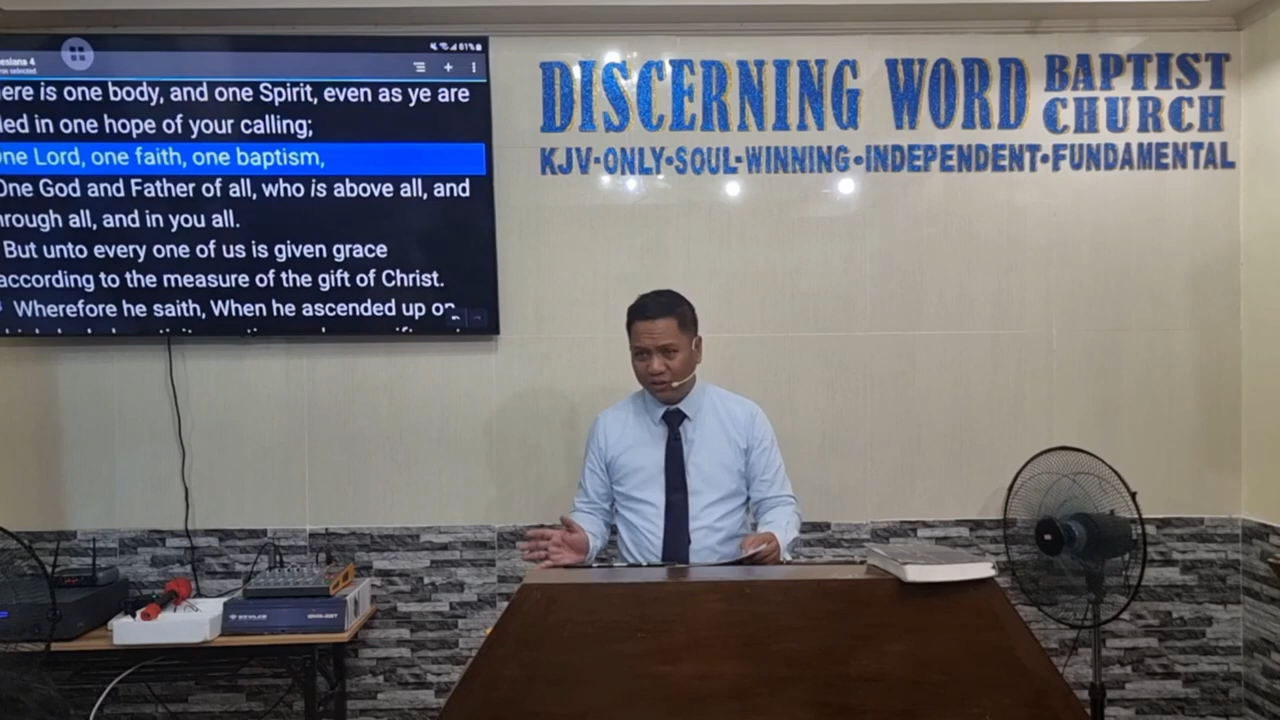 esians 4
81%
ere is one body, and one Spirit, even as ye are
led in one hope of your calling;
ne Lord, one faith, one baptism,
One God and Father of all, who is above all, and
hrough all, and in you all.
But unto every one of us is given grace
according to the measure of the gift of Christ.
Wherefore he saith, When he ascended up on
DISCERNING WORD BAPTIST CHURCH
KJV-ONLY•SOUL-WINNING•INDEPENDENT•FUNDAMENTAL